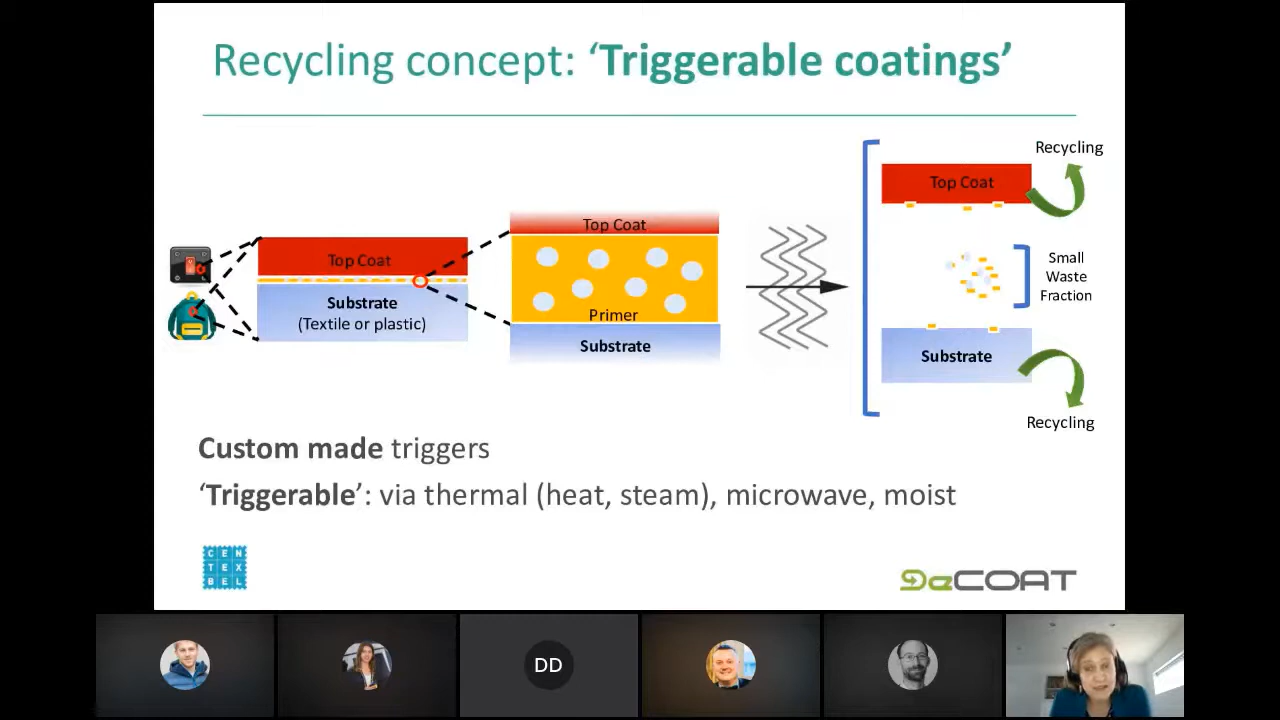 Recycling concept: ‘Triggerable coatings’
Top Coat
Substrate
(Textile or plastic)
Top Coat
Primer
Substrate
Recycling
Top Coat
Small
Waste
Fraction
Substrate
Recycling
Custom made triggers
‘Triggerable’: via thermal (heat, steam), microwave, moist
CEN
TEX
BEL
DeCOAT
DD